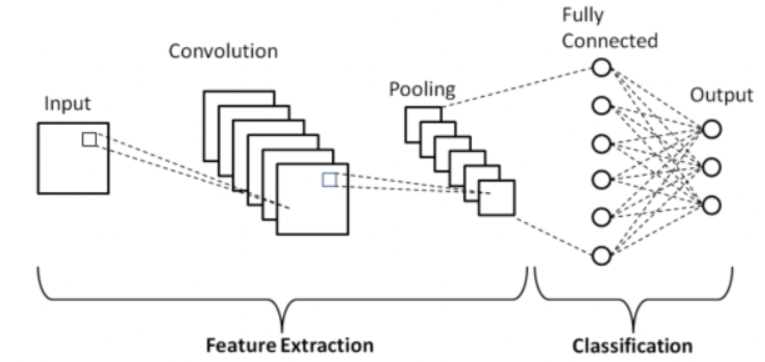 Input
Convolution
Pooling
Fully
Connected
Output
Feature Extraction
Classification